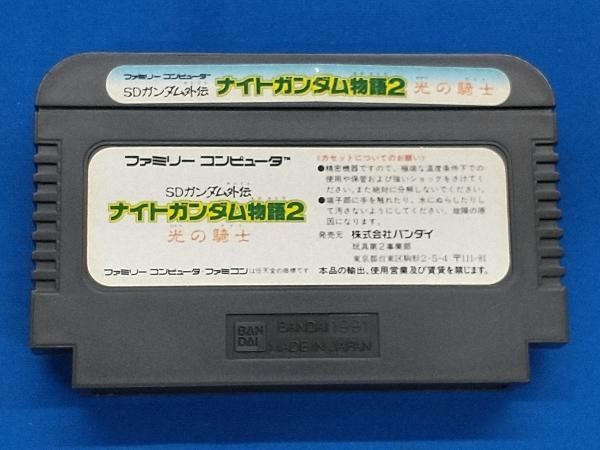 ファミリー コンピュータ™
SDガンダム外伝 ナイトガンダム物語2 光の騎士
ファミリー コンピュータ™
SDガンダム外伝
ナイトガンダム物語2
光の騎士
ファミリーコンピュータ・ファミコンは任天堂の商標です
〈カセットについてのお願い〉
●精密機器ですので、極端な温度条件下での
使用や保管および強いショックをさけてく
ださい。また絶対に分解しないでください。
●端子部に手を触れたり、水にぬらしたりし
て汚さないようにしてください。故障の原
因になります。
発売元 株式会社バンダイ
玩具第2事業部
東京都台東区駒形2-5-4 〒111-91
本品の輸出、使用営業及び賃貸を禁じます。
BAN
DAI
BANDAI 1991
MADE IN JAPAN